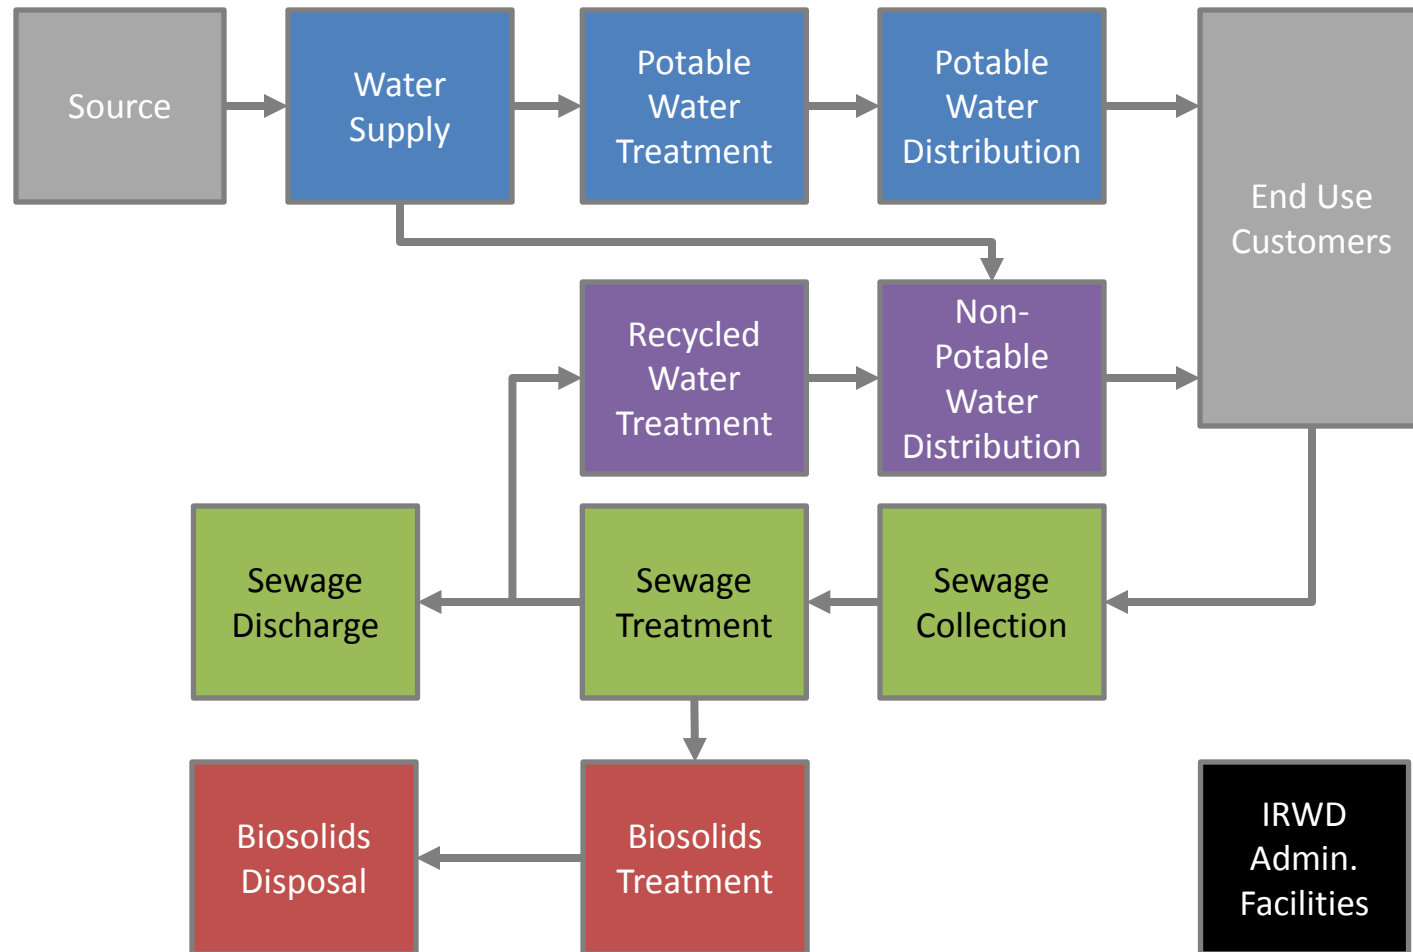 Source
Water
Supply
Potable
Water
Treatment
Potable
Water
Distribution
End Use
Customers
Recycled
Water
Treatment
Non-
Potable
Water
Distribution
Sewage
Discharge
Sewage
Treatment
Sewage
Collection
Biosolids
Disposal
Biosolids
Treatment
IRWD
Admin.
Facilities